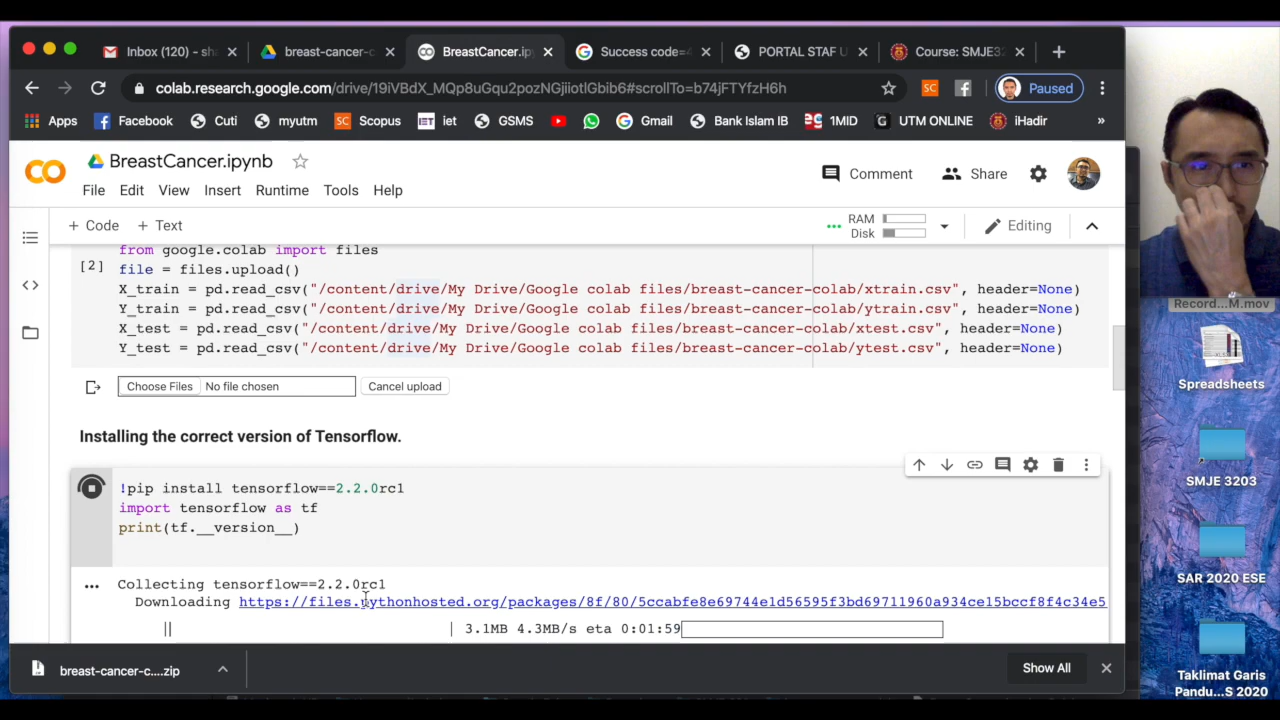 Inbox (120) - sha
breast-cancer-c
BreastCancer.ip
Success code=4
PORTAL STAF U
Course: SMJE32
colab.research.google.com/drive/19iVBdX_MQp8uGqu2pozNGjiiotlGbib6#scrollTo=b74jFTYfzH6h
SC
Paused
Apps
Facebook
Cuti
myutm
SC Scopus
IET iet
GSMS
Gmail
Bank Islam IB
1MID
UTM ONLINE
iHadir
»
BreastCancer.ipynb
File Edit View Insert Runtime Tools Help
Comment
Share
+ Code + Text
RAM
Disk
Editing
from google.colab import files
[2] file = files.upload()
X_train = pd.read_csv("/content/drive/My Drive/Google colab files/breast-cancer-colab/xtrain.csv", header=None)
Y_train = pd.read_csv("/content/drive/My Drive/Google colab files/breast-cancer-colab/ytrain.csv", header=None)
X_test = pd.read_csv("/content/drive/My Drive/Google colab files/breast-cancer-colab/xtest.csv", header=None)
Y_test = pd.read_csv("/content/drive/My Drive/Google colab files/breast-cancer-colab/ytest.csv", header=None)
Choose Files No file chosen Cancel upload
Installing the correct version of Tensorflow.
!pip install tensorflow==2.2.0rc1
import tensorflow as tf
print(tf.__version__)
Collecting tensorflow==2.2.0rc1
Downloading https://files.pythonhosted.org/packages/8f/80/5ccabfe8e69744e1d56595f3bd69711960a934ce15bccf8f4c34e5
|| | 3.1MB 4.3MB/s eta 0:01:59
breast-cancer-c....zip
Show All
Record...M.mov
Spreadsheets
SMJE 3203
SAR 2020 ESE
Taklimat Garis
Pandu...S 2020